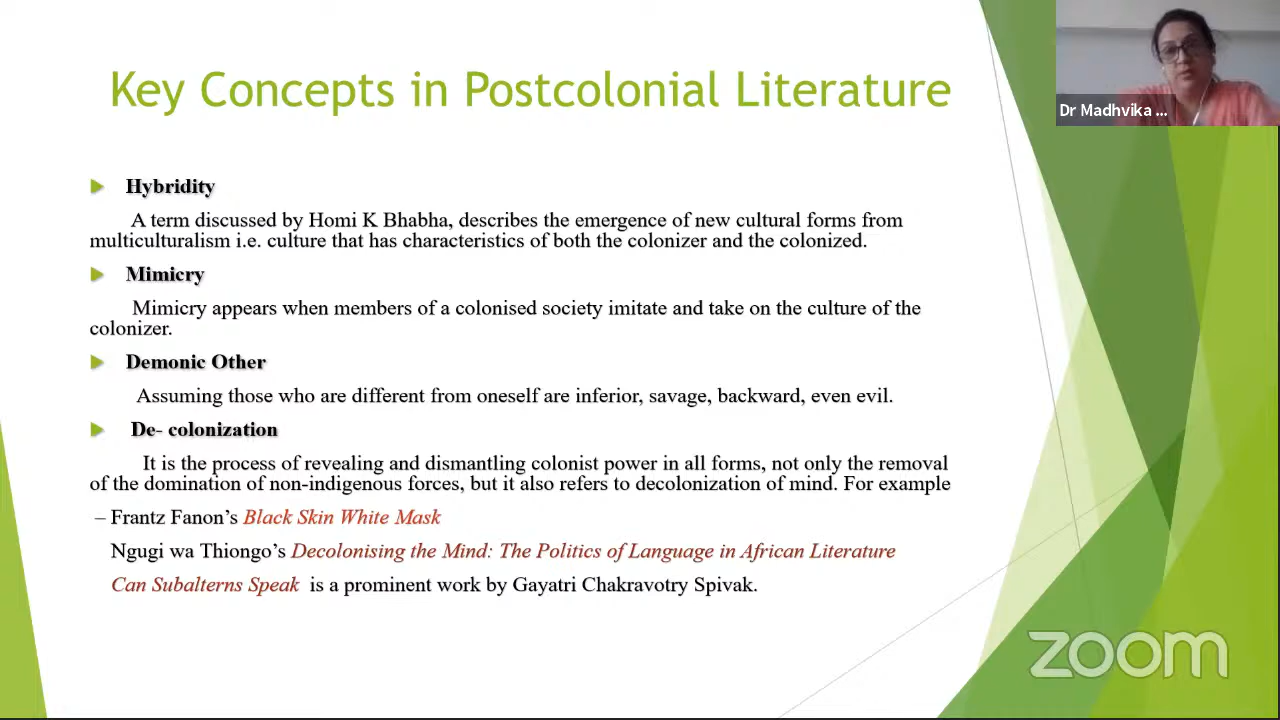 Key Concepts in Postcolonial Literature
Dr Madhvika ...
Hybridity
A term discussed by Homi K Bhabha, describes the emergence of new cultural forms from
multiculturalism i.e. culture that has characteristics of both the colonizer and the colonized.
Mimicry
Mimicry appears when members of a colonised society imitate and take on the culture of the
colonizer.
Demonic Other
Assuming those who are different from oneself are inferior, savage, backward, even evil.
De- colonization
It is the process of revealing and dismantling colonist power in all forms, not only the removal
of the domination of non-indigenous forces, but it also refers to decolonization of mind. For example
– Frantz Fanon's Black Skin White Mask
Ngugi wa Thiongo's Decolonising the Mind: The Politics of Language in African Literature
Can Subalterns Speak is a prominent work by Gayatri Chakravotry Spivak.
zoom